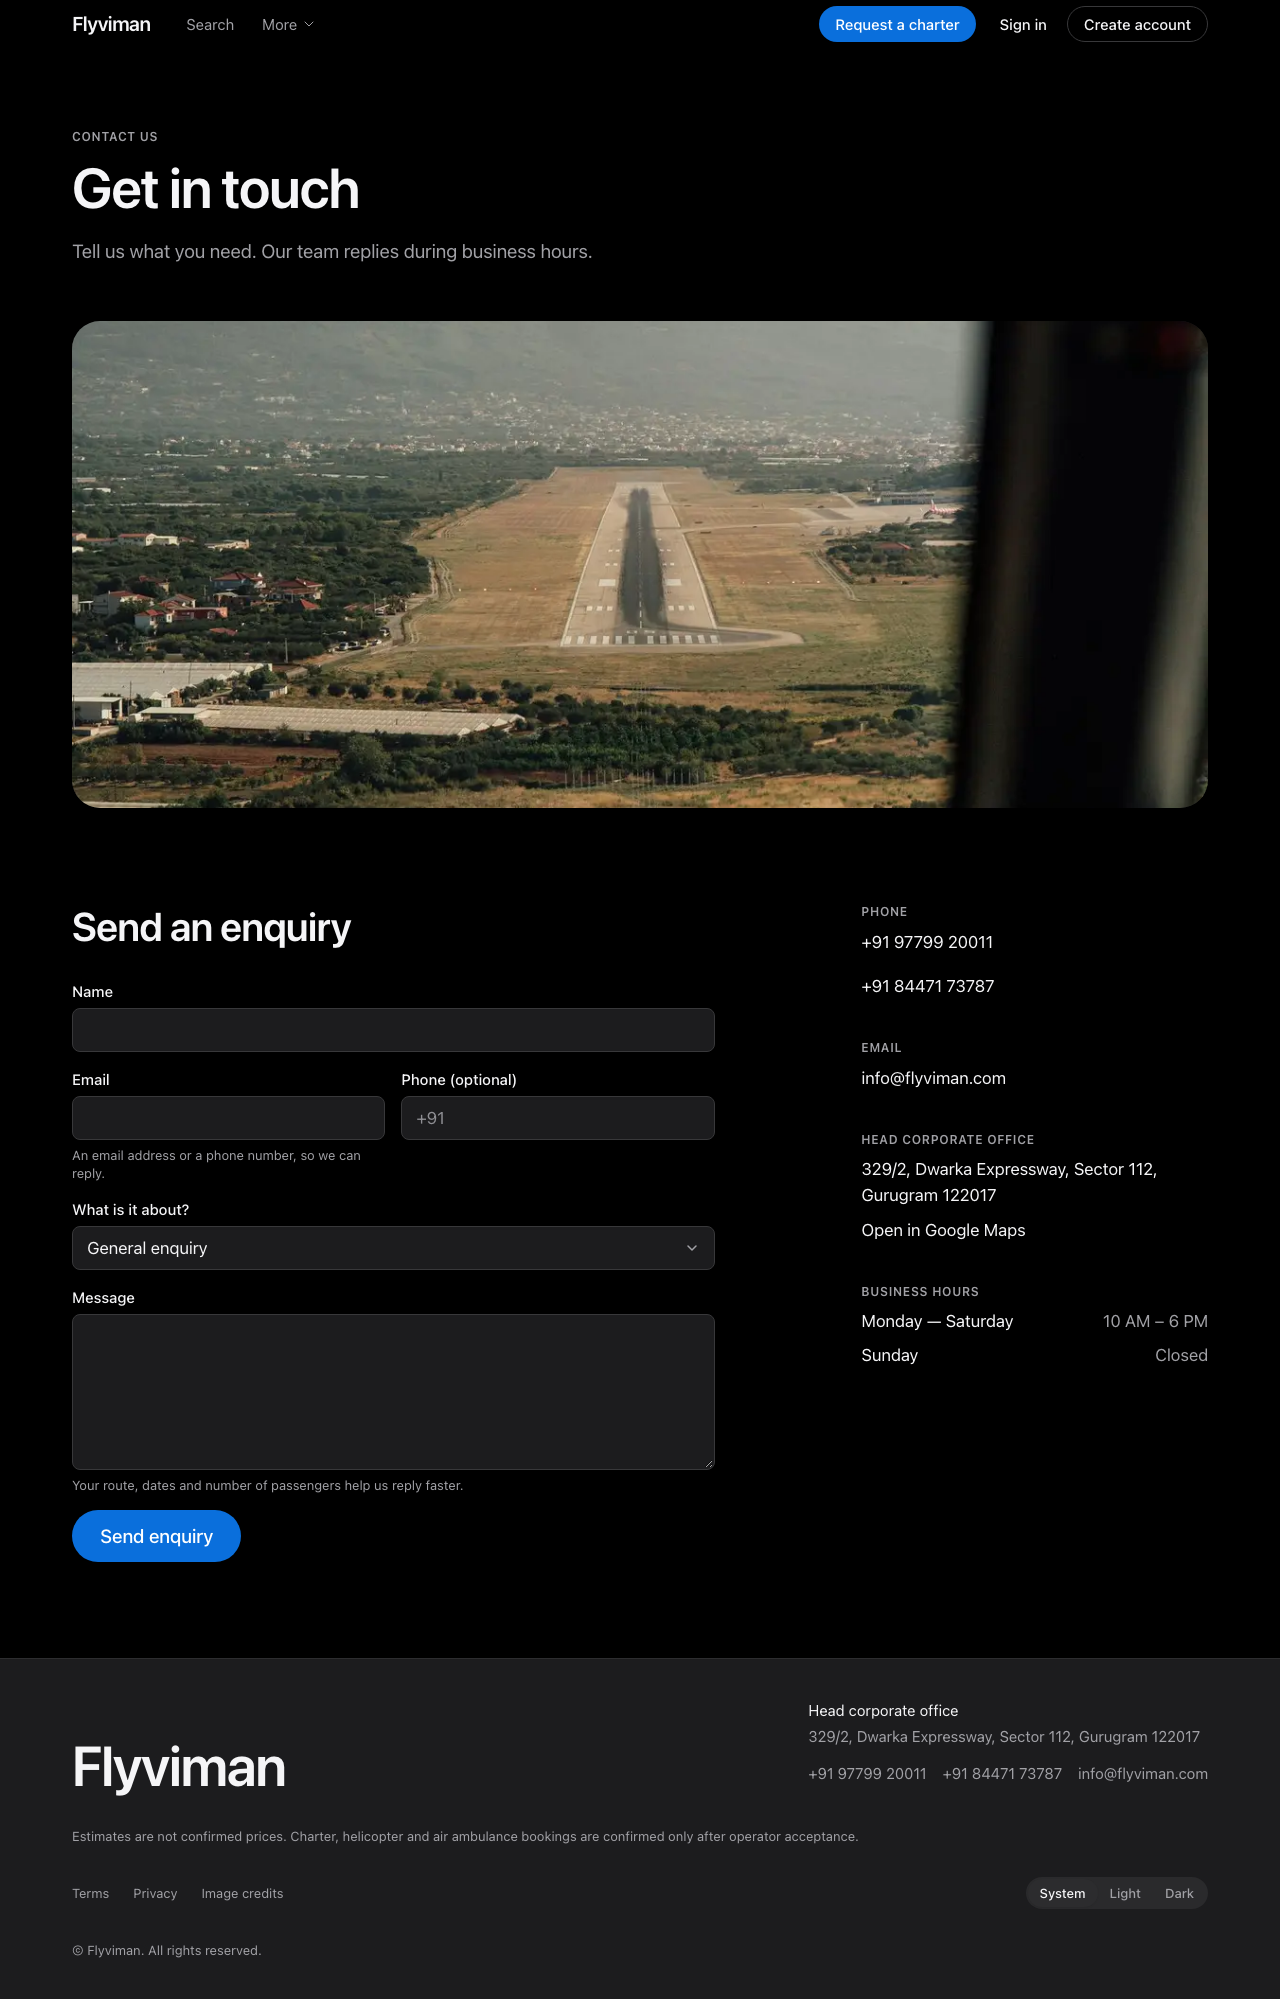 Flyviman
Search
More
Request a charter
Sign in
Create account
CONTACT US
Get in touch
Tell us what you need. Our team replies during business hours.
Send an enquiry
Name
Email
Phone (optional)
+91
An email address or a phone number, so we can
reply.
What is it about?
General enquiry
Message
Your route, dates and number of passengers help us reply faster.
Send enquiry
PHONE
+91 97799 20011
+91 84471 73787
EMAIL
info@flyviman.com
HEAD CORPORATE OFFICE
329/2, Dwarka Expressway, Sector 112,
Gurugram 122017
Open in Google Maps
BUSINESS HOURS
Monday — Saturday 10 AM – 6 PM
Sunday Closed
Flyviman
Head corporate office
329/2, Dwarka Expressway, Sector 112, Gurugram 122017
+91 97799 20011 +91 84471 73787 info@flyviman.com
Estimates are not confirmed prices. Charter, helicopter and air ambulance bookings are confirmed only after operator acceptance.
Terms Privacy Image credits
System Light Dark
© Flyviman. All rights reserved.